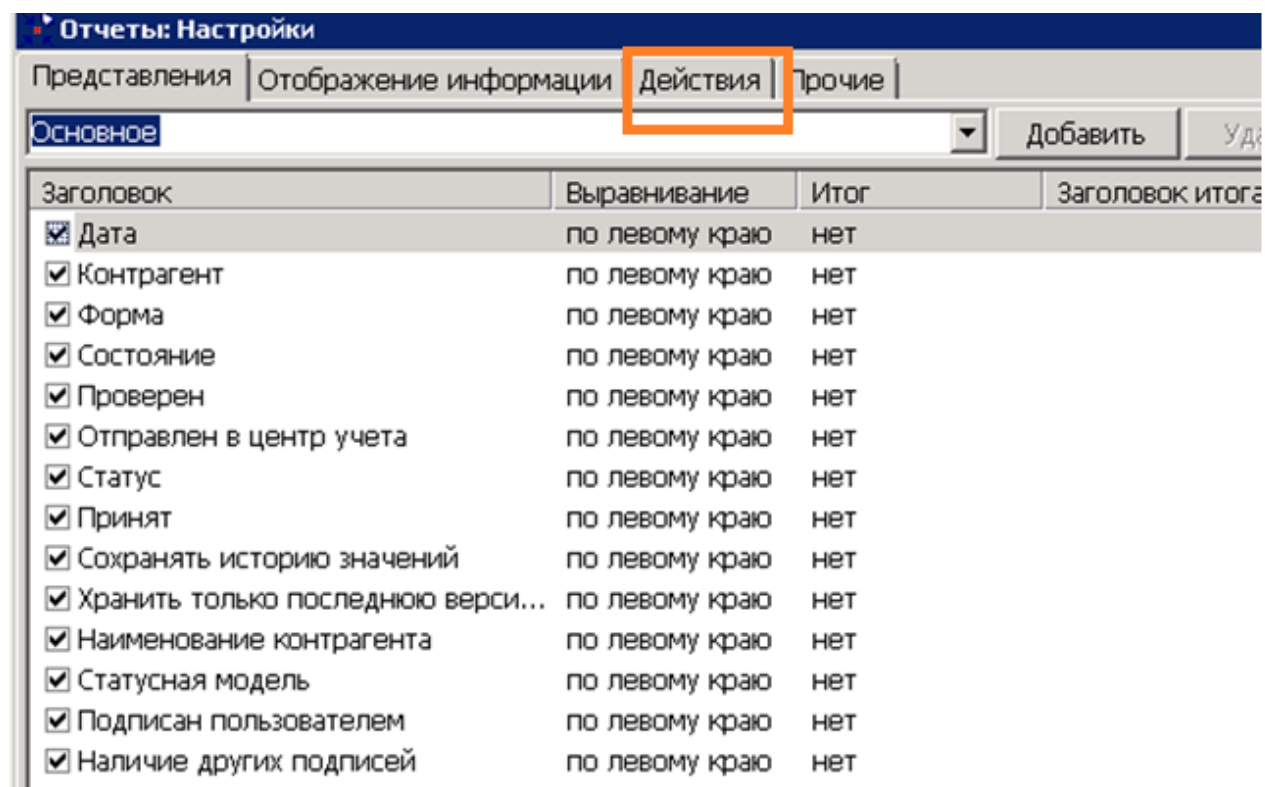 Отчеты: Настройки
Представления Отображение информации Действия Прочие
Основное Добавить
Заголовок Выравнивание Итог Заголовок итога
Дата по левому краю нет
Контрагент по левому краю нет
Форма по левому краю нет
Состояние по левому краю нет
Проверен по левому краю нет
Отправлен в центр учета по левому краю нет
Статус по левому краю нет
Принят по левому краю нет
Сохранять историю значений по левому краю нет
Хранить только последнюю верси... по левому краю нет
Наименование контрагента по левому краю нет
Статусная модель по левому краю нет
Подписан пользователем по левому краю нет
Наличие других подписей по левому краю нет